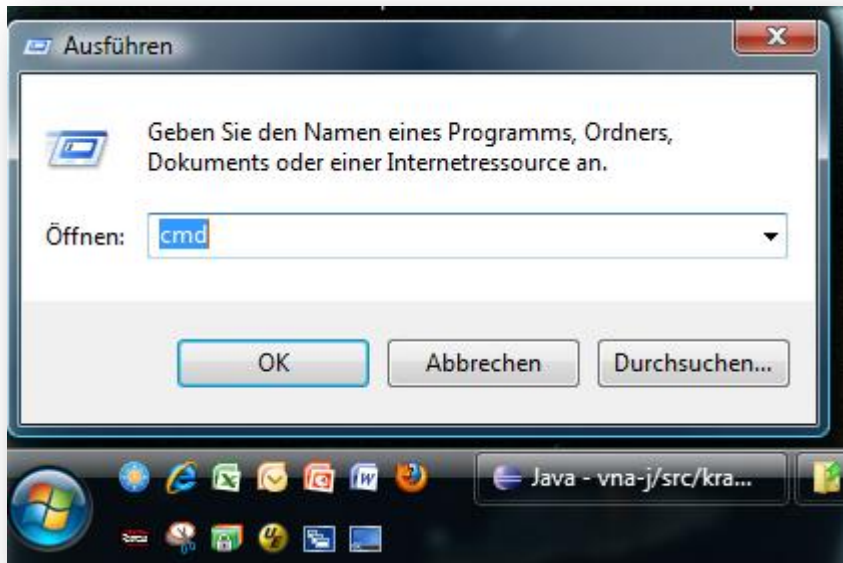 Ausführen
Geben Sie den Namen eines Programms, Ordners,
Dokuments oder einer Internetressource an.
Öffnen: cmd
OK Abbrechen Durchsuchen...
Java - vna-j/src/kra...